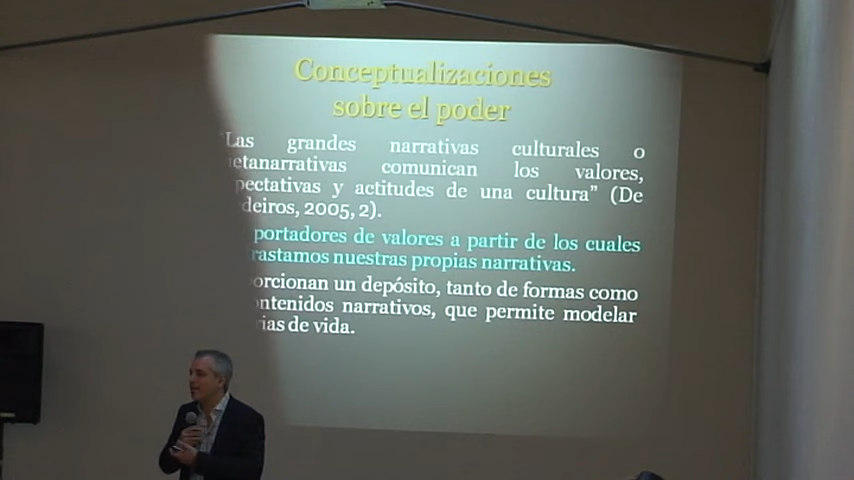 Conceptualizaciones
sobre el poder
"Las grandes narrativas culturales o
etanarrativas comunican los valores,
pectativas y actitudes de una cultura" (De
deiros, 2005, 2).
portadores de valores a partir de los cuales
rastamos nuestras propias narrativas.
orcionan un depósito, tanto de formas como
ntenidos narrativos, que permite modelar
rias de vida.